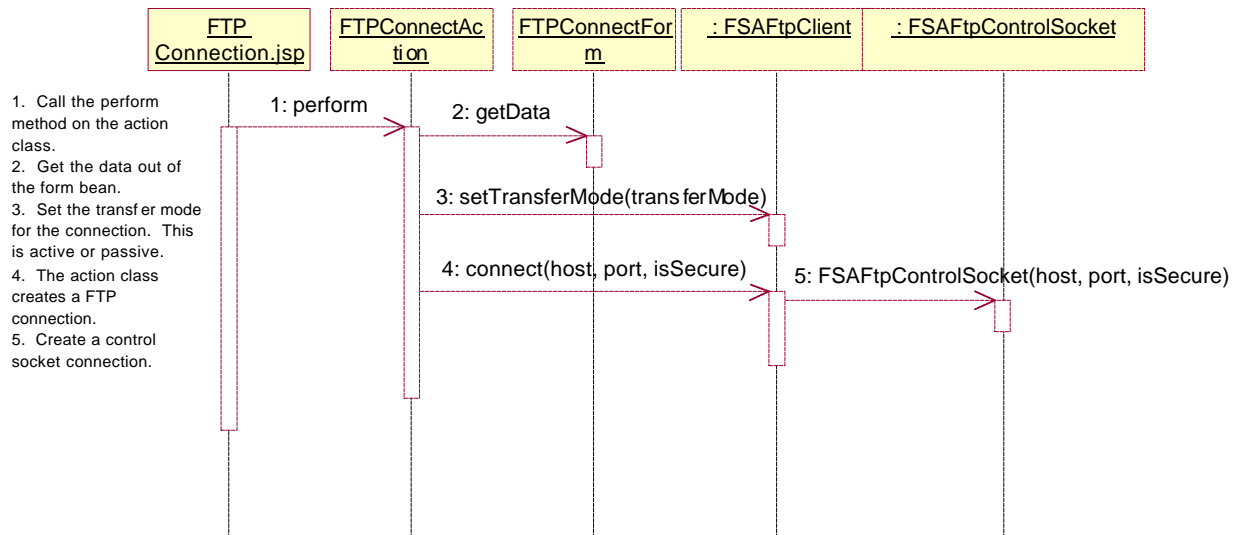 FTP
Connection.jsp
FTPConnectAc
tion
FTPConnectFor
m
: FSAFtpClient
: FSAFtpControlSocket
1. Call the perform
method on the action
class.
2. Get the data out of
the form bean.
3. Set the transfer mode
for the connection. This
is active or passive.
4. The action class
creates a FTP
connection.
5. Create a control
socket connection.
1: perform
2: getData
3: setTransferMode(transferMode)
4: connect(host, port, isSecure)
5: FSAFtpControlSocket(host, port, isSecure)